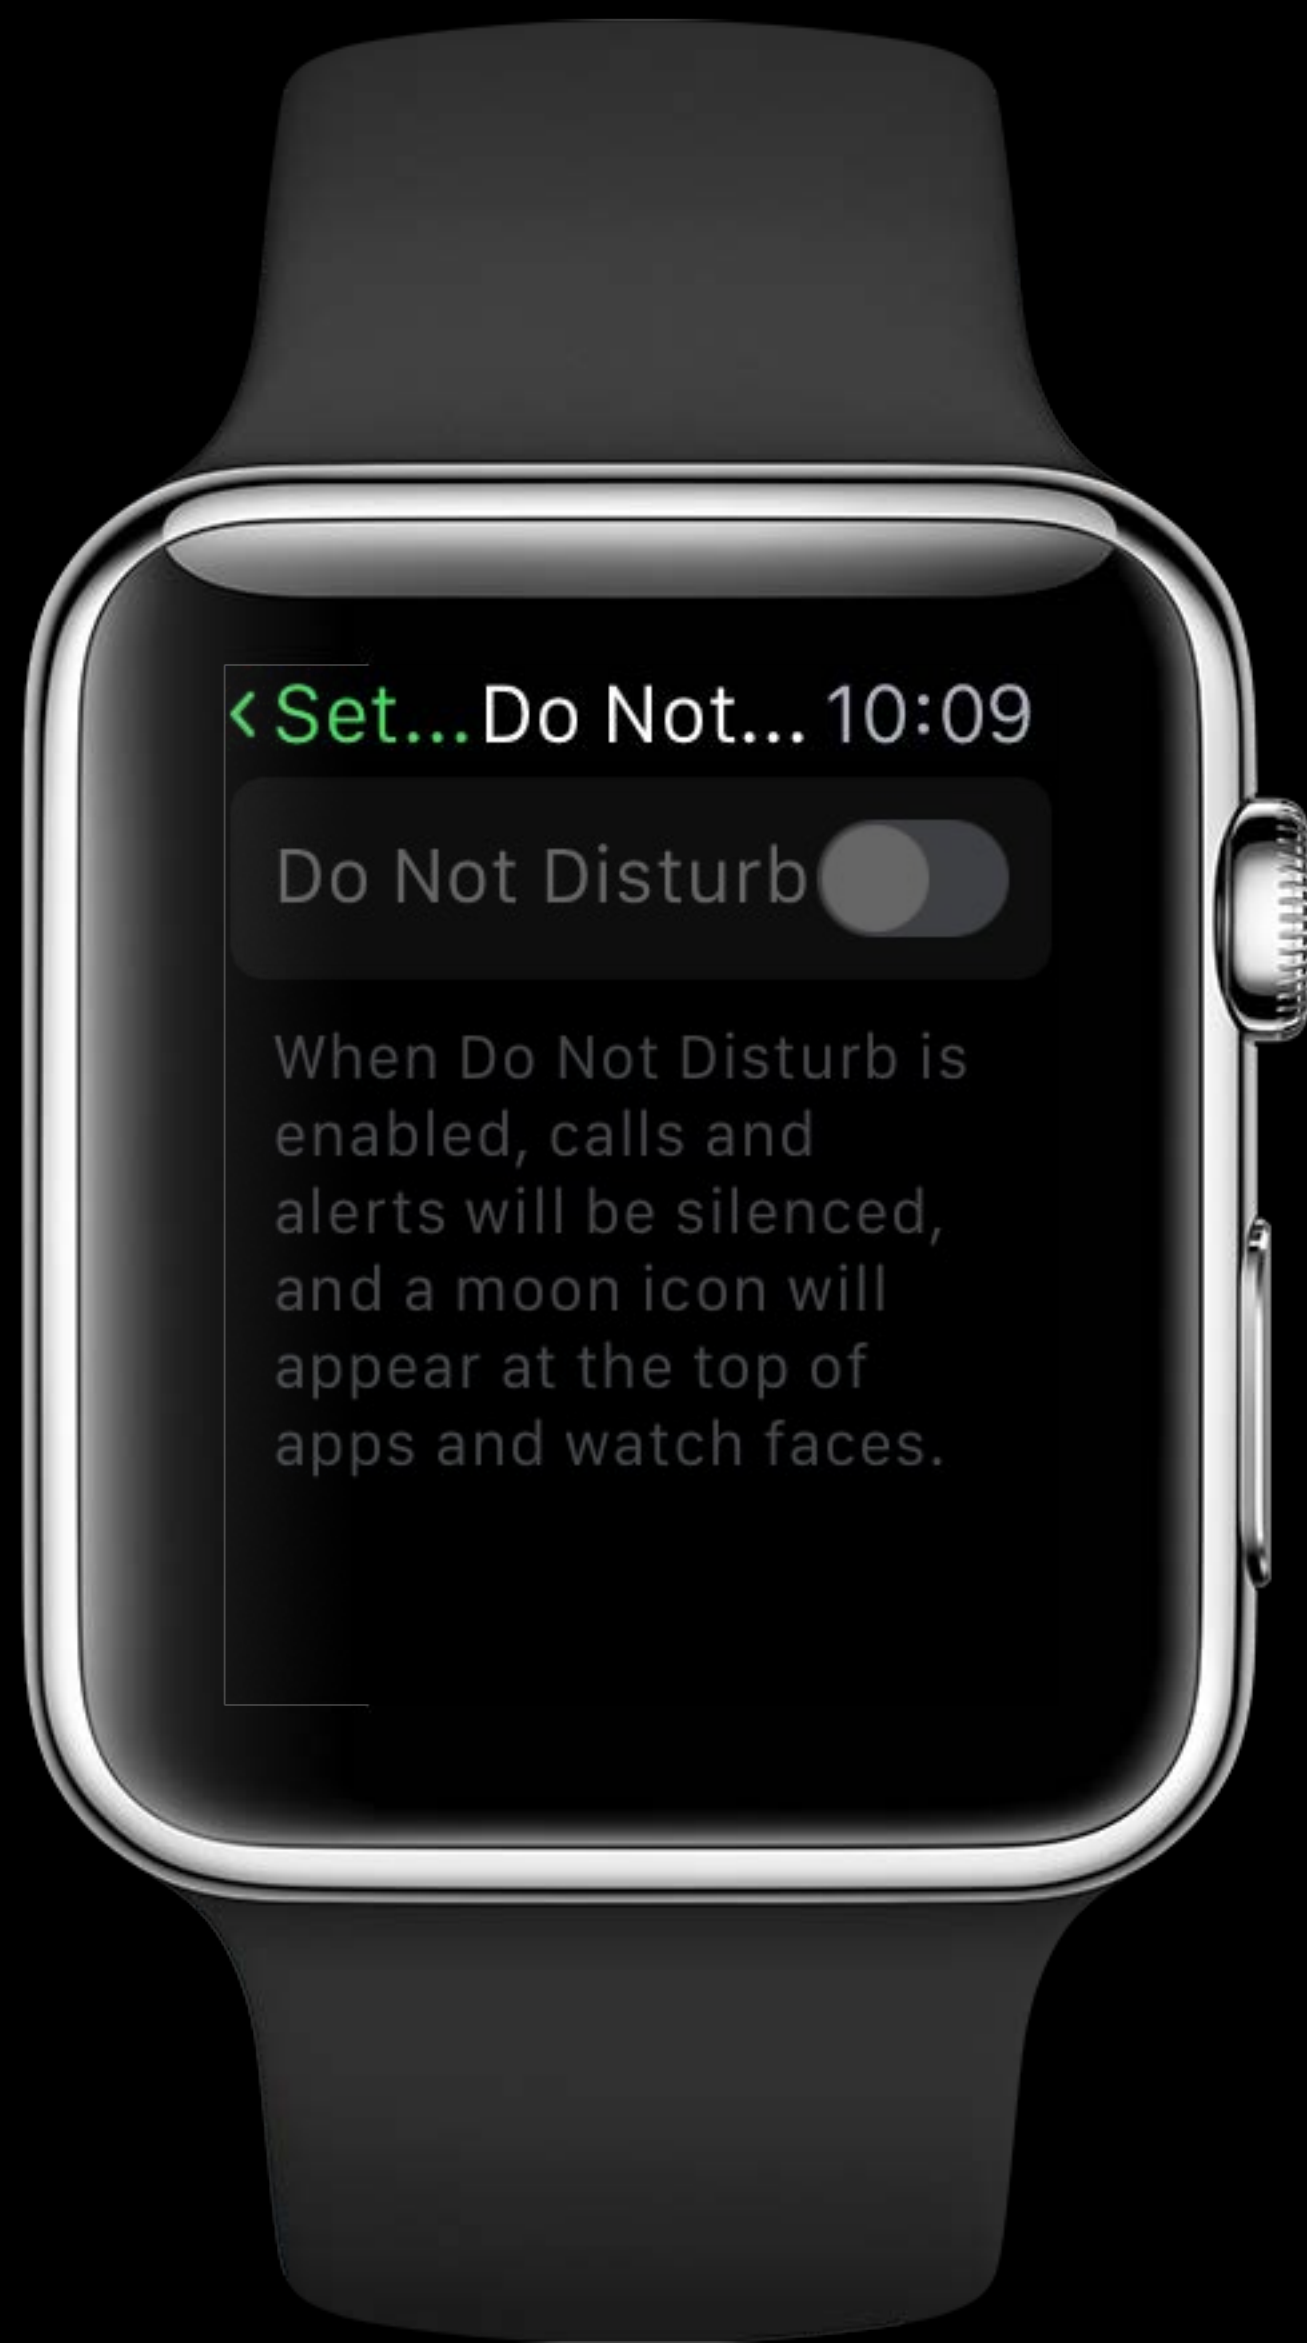 < Set... Do Not... 10:09
Do Not Disturb
When Do Not Disturb is
enabled, calls and
alerts will be silenced,
and a moon icon will
appear at the top of
apps and watch faces.